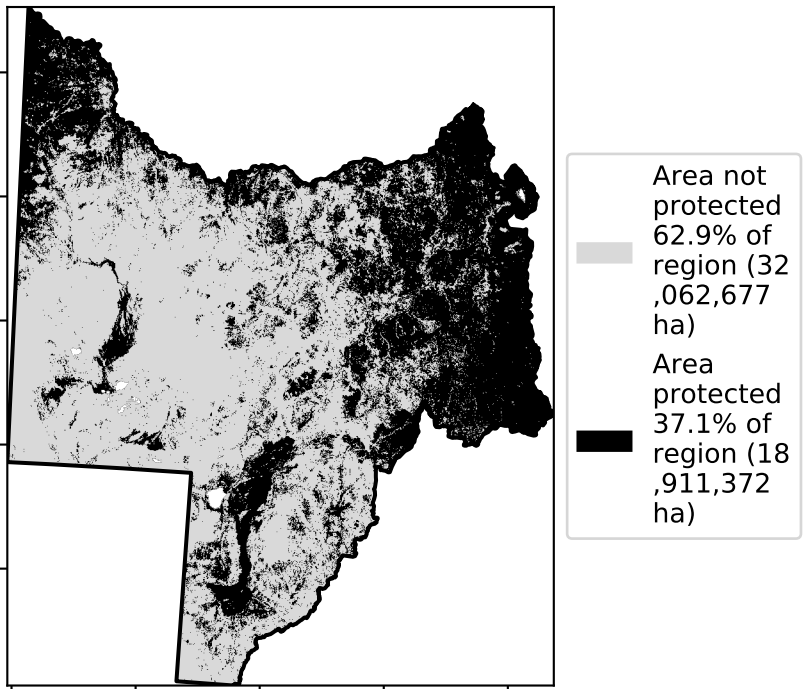 Area not
protected
62.9% of
region (32
,062,677
ha)
Area
protected
37.1% of
region (18
,911,372
ha)